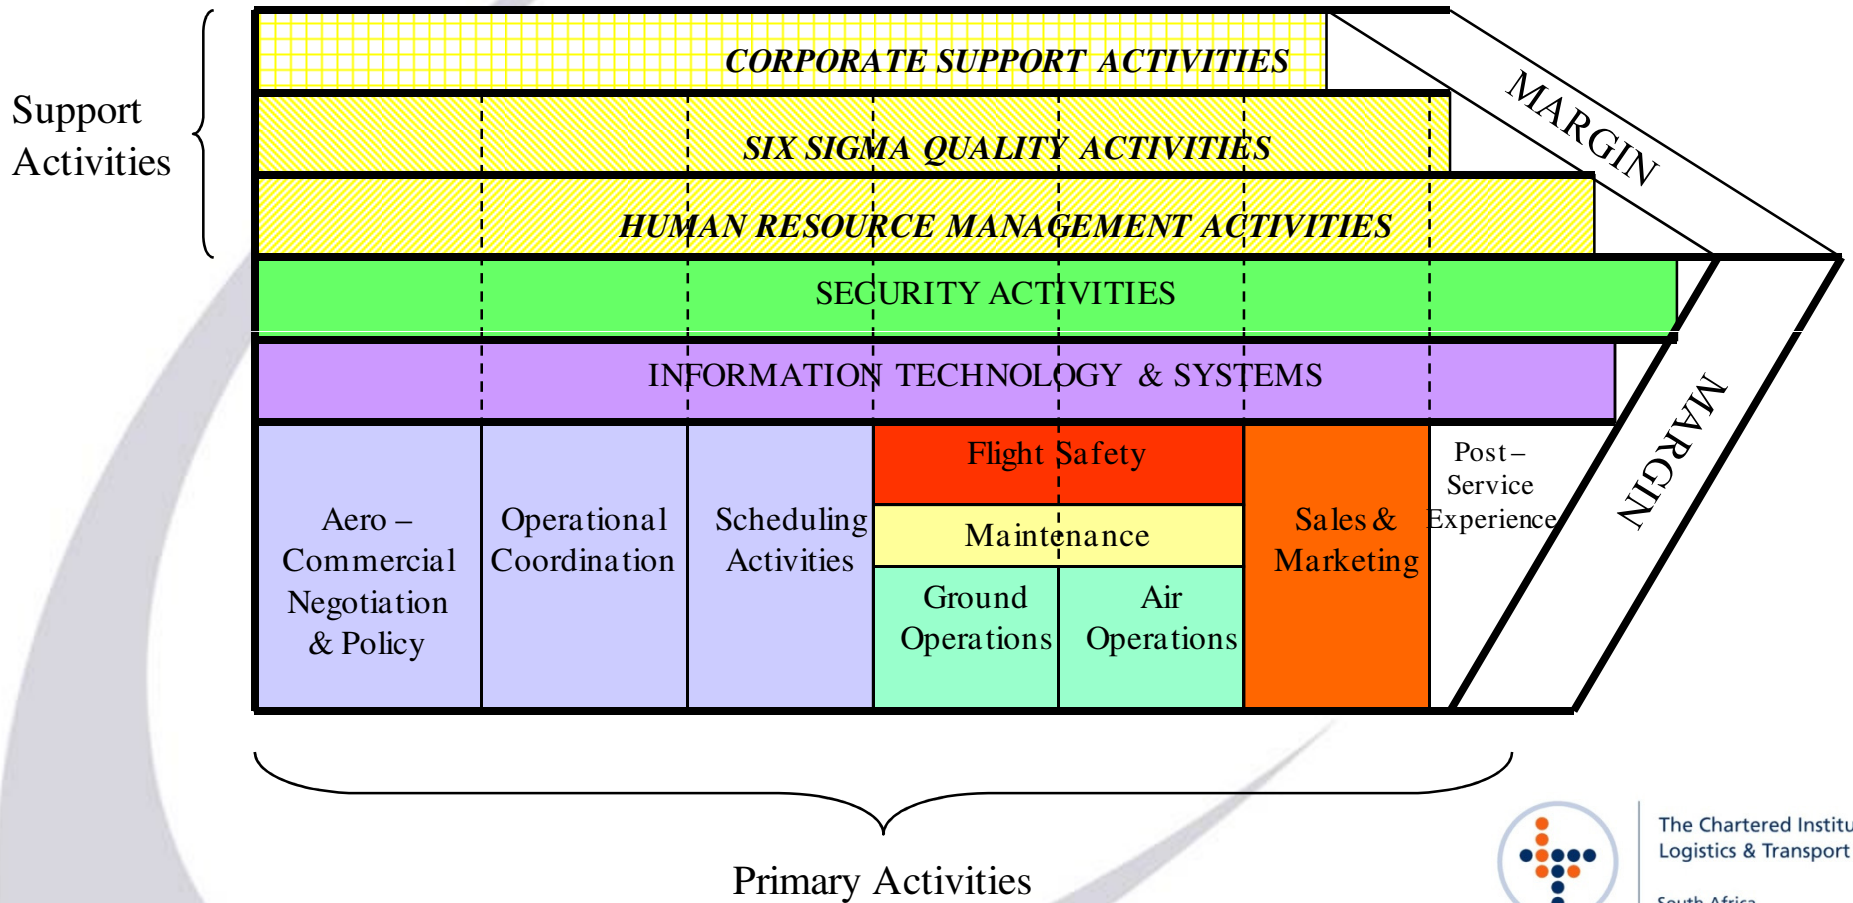 CORPORATE SUPPORT ACTIVITIES
Support
Activities
SIX SIGMA QUALITY ACTIVITIES
HUMAN RESOURCE MANAGEMENT ACTIVITIES
MARGIN
SECURITY ACTIVITIES
INFORMATION TECHNOLOGY & SYSTEMS
MARGIN
Aero –
Commercial
Negotiation
& Policy
Operational
Coordination
Scheduling
Activities
Flight Safety
Maintenance
Ground
Operations
Air
Operations
Sales &
Marketing
Post –
Service
Experience
Primary Activities
The Chartered Institu
Logistics & Transport
South Africa